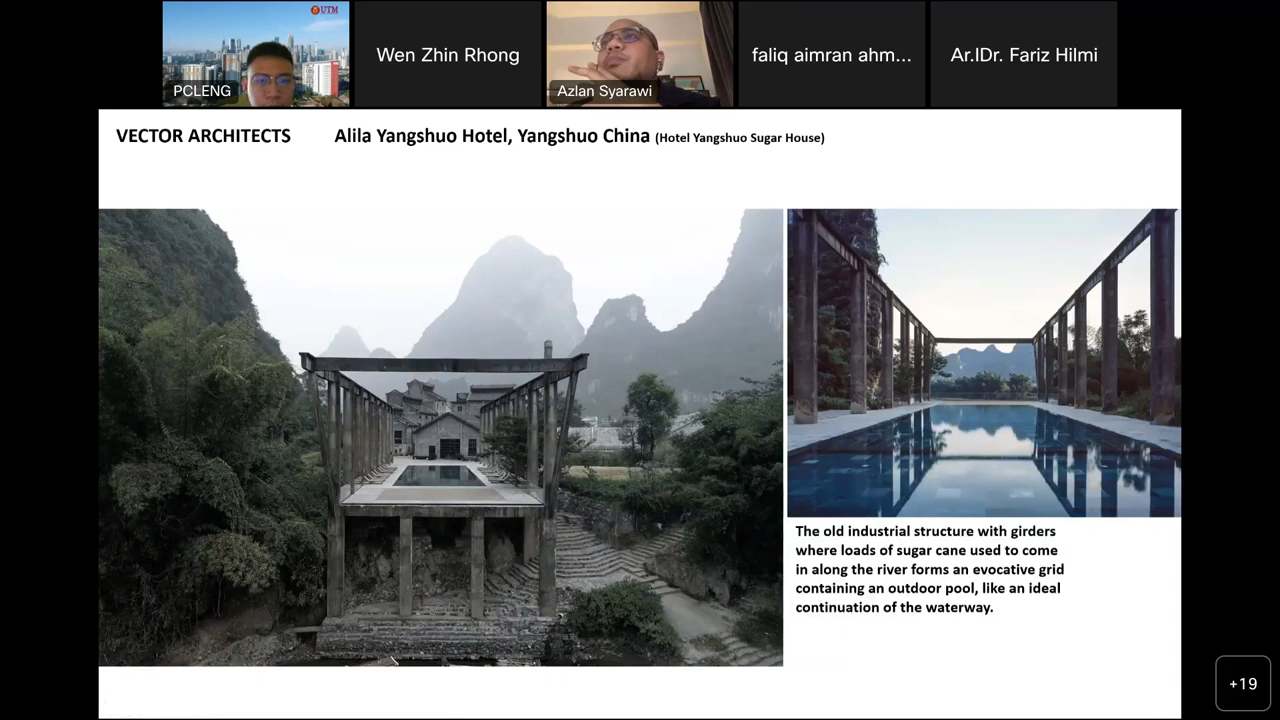 UTM
PCLENG
Wen Zhin Rhong
Azlan Syarawi
faliq aimran ahm...
Ar.IDr. Fariz Hilmi
VECTOR ARCHITECTS Alila Yangshuo Hotel, Yangshuo China (Hotel Yangshuo Sugar House)
The old industrial structure with girders
where loads of sugar cane used to come
in along the river forms an evocative grid
containing an outdoor pool, like an ideal
continuation of the waterway.
+19